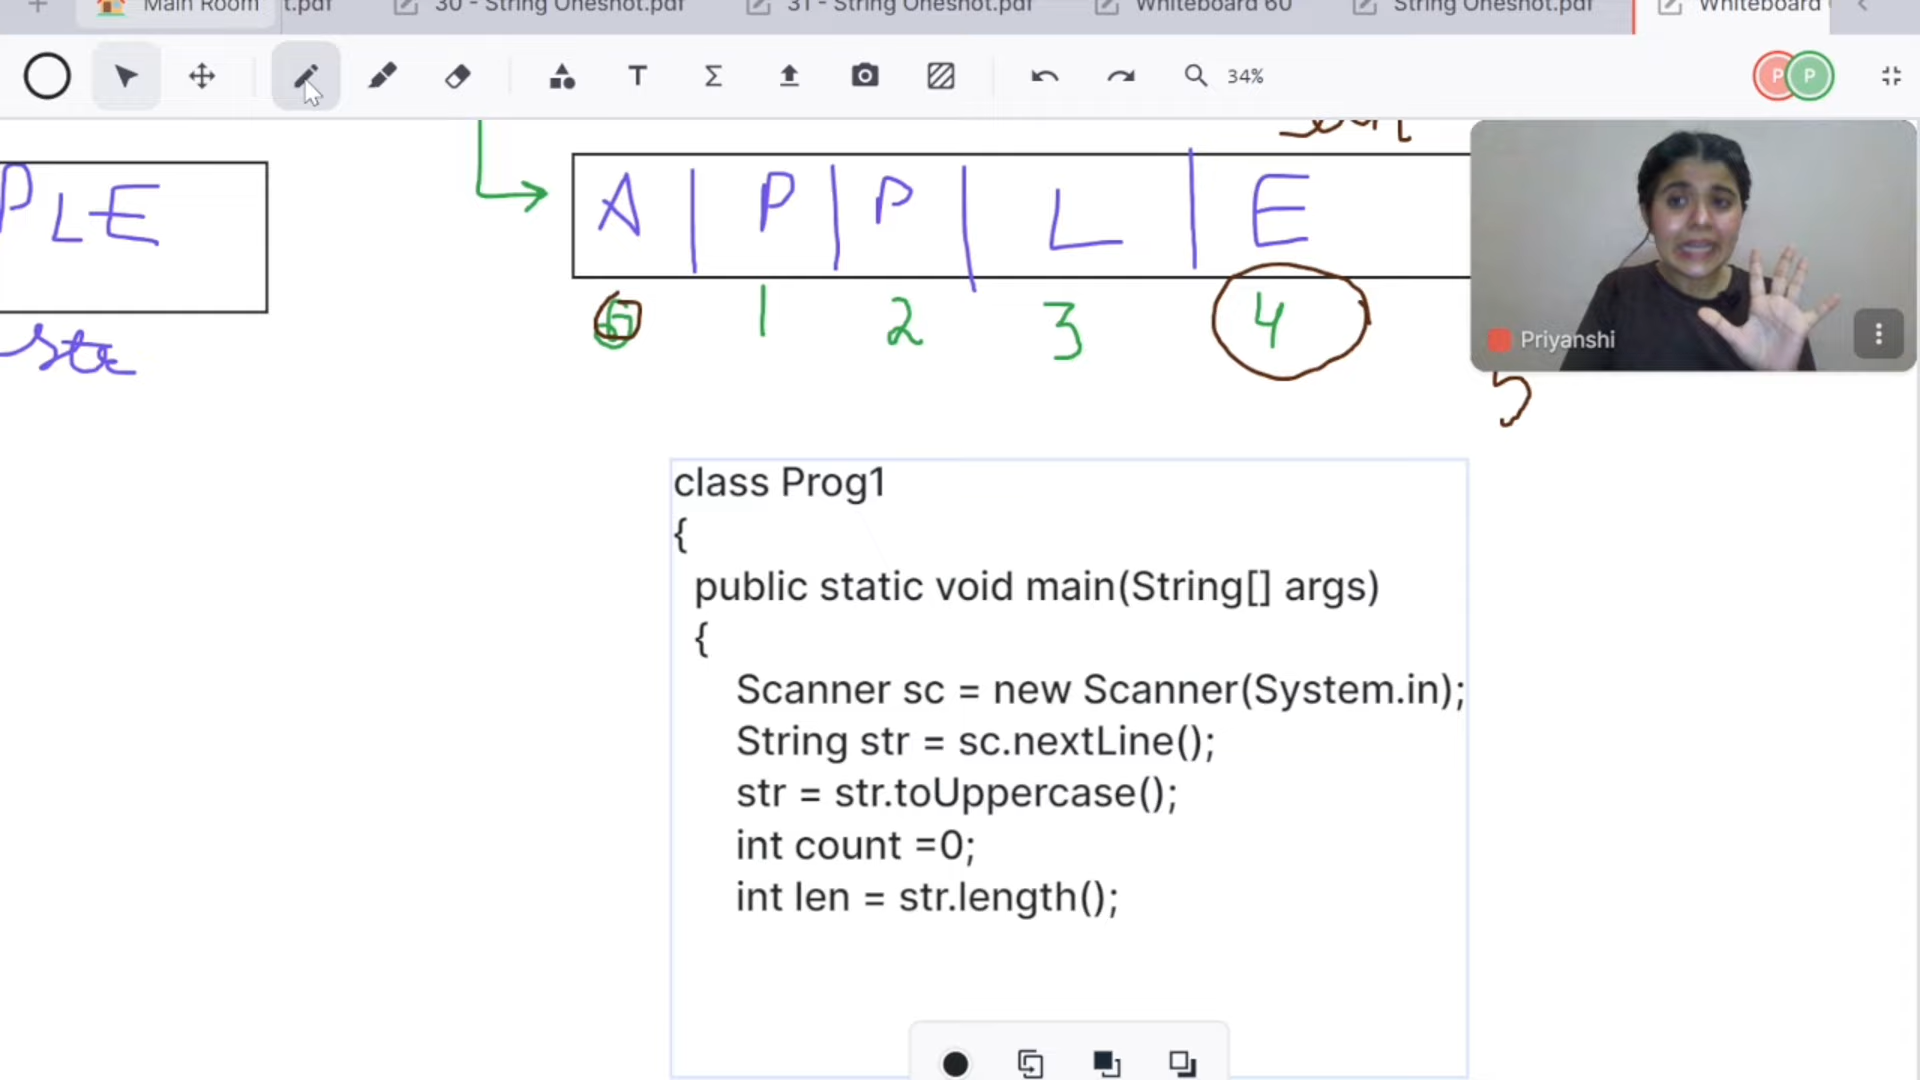 Main Room t.pdf 30 - String Oneshot.pdf 31 - String Oneshot.pdf Whiteboard 60 String Oneshot.pdf Whiteboard
T Σ 34% P P
PLE
A | P | P | L | E
1 2 3 4
str
5
Priyanshi
class Prog1
{
public static void main(String[] args)
{
Scanner sc = new Scanner(System.in);
String str = sc.nextLine();
str = str.toUppercase();
int count =0;
int len = str.length();